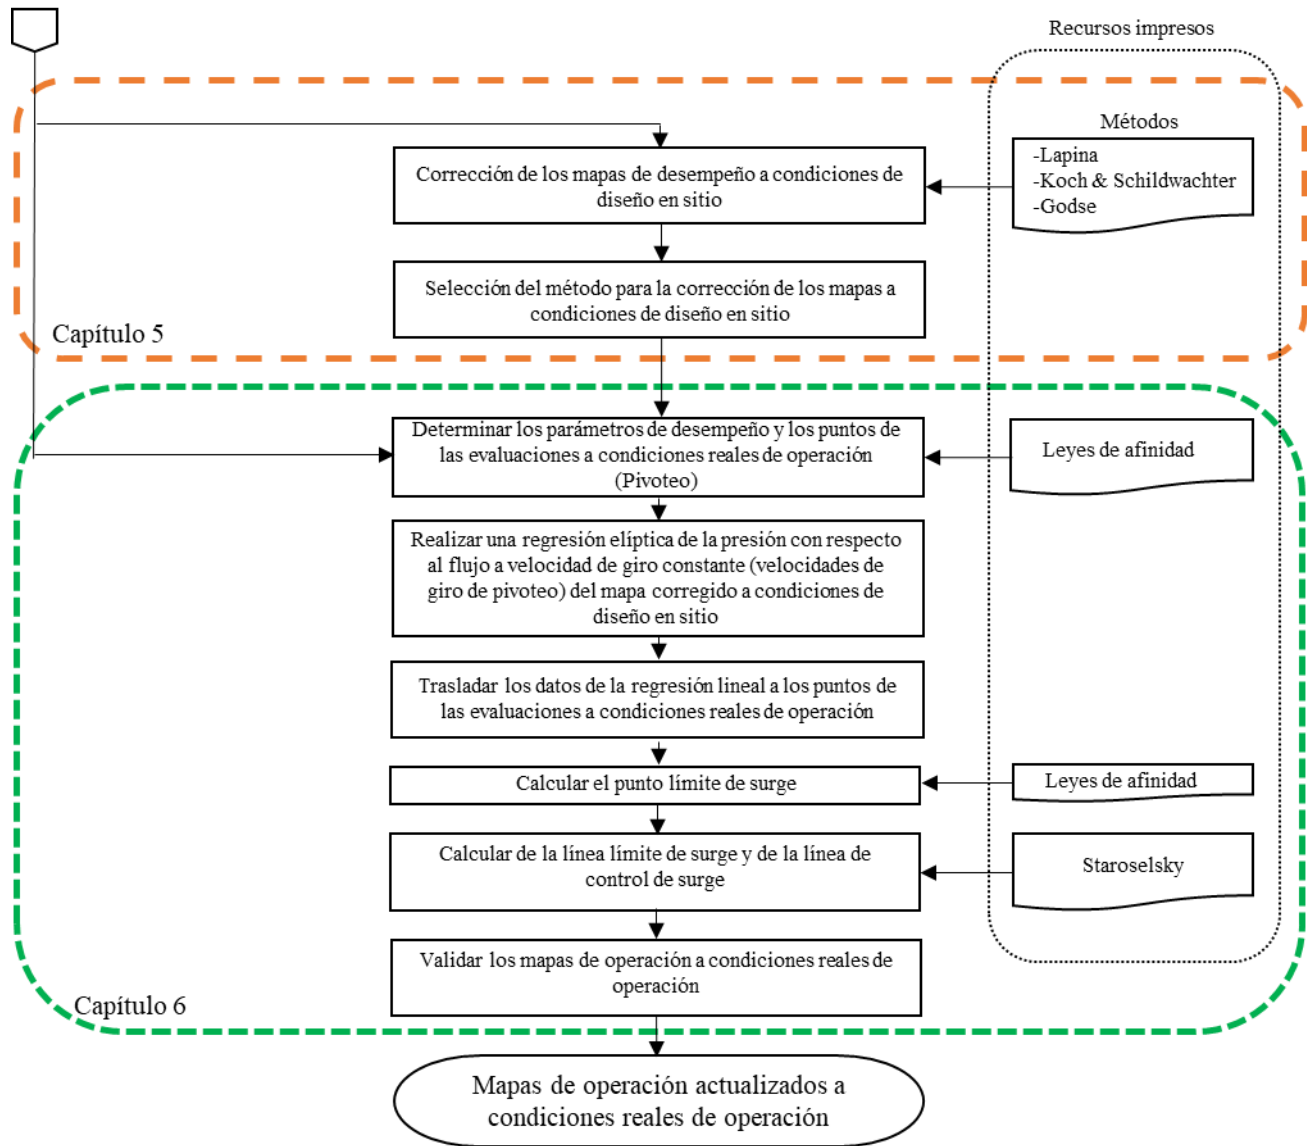 Recursos impresos
Métodos
-Lapina
-Koch & Schildwachter
-Godse
Corrección de los mapas de desempeño a condiciones de
diseño en sitio
Selección del método para la corrección de los mapas a
condiciones de diseño en sitio
Capítulo 5
Determinar los parámetros de desempeño y los puntos de
las evaluaciones a condiciones reales de operación
(Pivoteo)
Leyes de afinidad
Realizar una regresión elíptica de la presión con respecto
al flujo a velocidad de giro constante (velocidades de
giro de pivoteo) del mapa corregido a condiciones de
diseño en sitio
Trasladar los datos de la regresión lineal a los puntos de
las evaluaciones a condiciones reales de operación
Calcular el punto límite de surge
Leyes de afinidad
Calcular de la línea límite de surge y de la línea de
control de surge
Staroselsky
Validar los mapas de operación a condiciones reales de
operación
Capítulo 6
Mapas de operación actualizados a
condiciones reales de operación